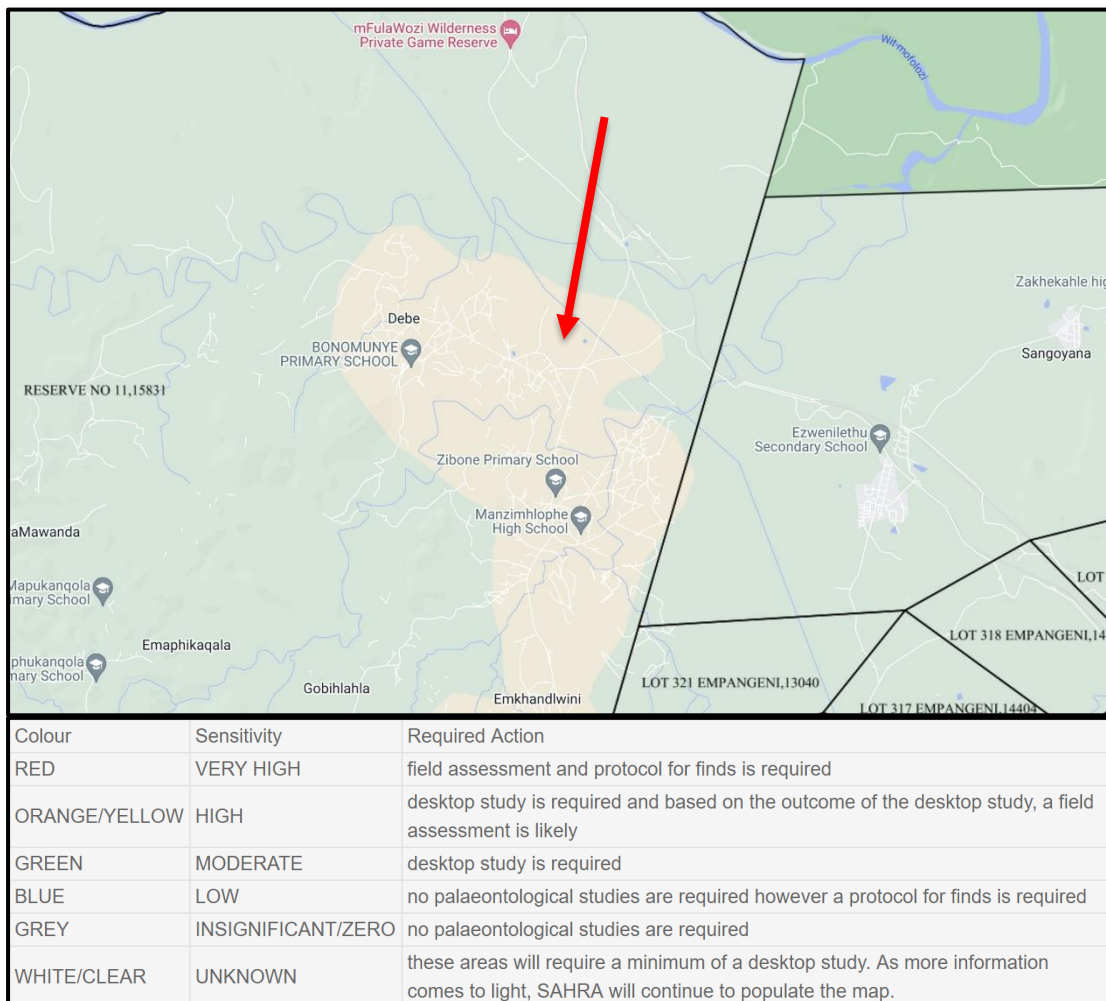 mFulaWozi Wilderness
Private Game Reserve
Wit-mofolozi
Zakhekahle hig
Debe
BONOMUNYE
PRIMARY SCHOOL
Sangoyana
RESERVE NO 11,15831
Ezwenilethu
Secondary School
Zibone Primary School
Manzimhlophe
High School
aMawanda
Mapukanqola
imary School
LOT
LOT 318 EMPANGENI,14
Emaphikaqala
phukanqola
nary School
Gobihlahla
LOT 321 EMPANGENI,13040
Emkhandlwini
LOT 317 EMPANGENI,14404
Colour Sensitivity Required Action
RED VERY HIGH field assessment and protocol for finds is required
ORANGE/YELLOW HIGH desktop study is required and based on the outcome of the desktop study, a field
assessment is likely
GREEN MODERATE desktop study is required
BLUE LOW no palaeontological studies are required however a protocol for finds is required
GREY INSIGNIFICANT/ZERO no palaeontological studies are required
WHITE/CLEAR UNKNOWN these areas will require a minimum of a desktop study. As more information
comes to light, SAHRA will continue to populate the map.